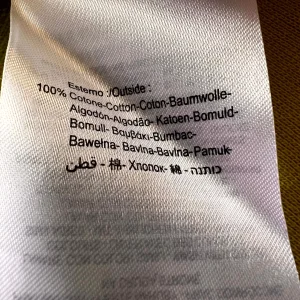 Esterno :/Outside :
100% Cotone-Cotton-Coton-Baumwolle-
Algodón-Algodão- Katoen-Bomuld-
Bomull- Βαμβάκι-Bumbac-
Bawełna- Bavlna-Bavlna-Pamuk-
قطن - 棉- Хлопок- 綿 - כותנה